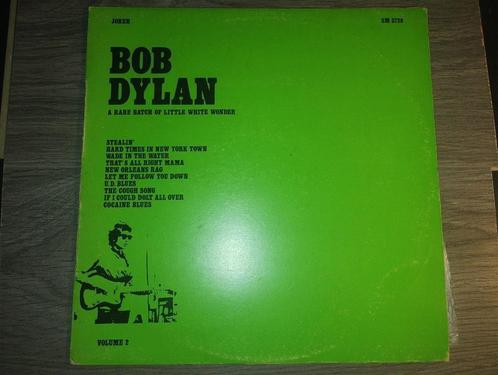 JOKER
SM 3718
BOB
DYLAN
A RARE BATCH OF LITTLE WHITE WONDER
STEALIN'
HARD TIMES IN NEW YORK TOWN
WADE IN THE WATER
THAT'S ALL RIGHT MAMA
NEW ORLEANS RAG
LET ME FOLLOW YOU DOWN
U.D. BLUES
THE COUGH SONG
IF I COULD DOLT ALL OVER
COCAINE BLUES
VOLUME 2